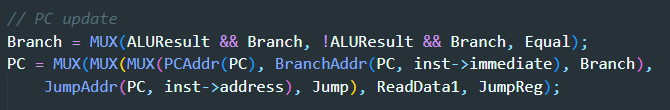 // PC update
Branch = MUX(ALUResult && Branch, !ALUResult && Branch, Equal);
PC = MUX(MUX(MUX(PCAddr(PC), BranchAddr(PC, inst->immediate), Branch),
JumpAddr(PC, inst->address), Jump), ReadData1, JumpReg);